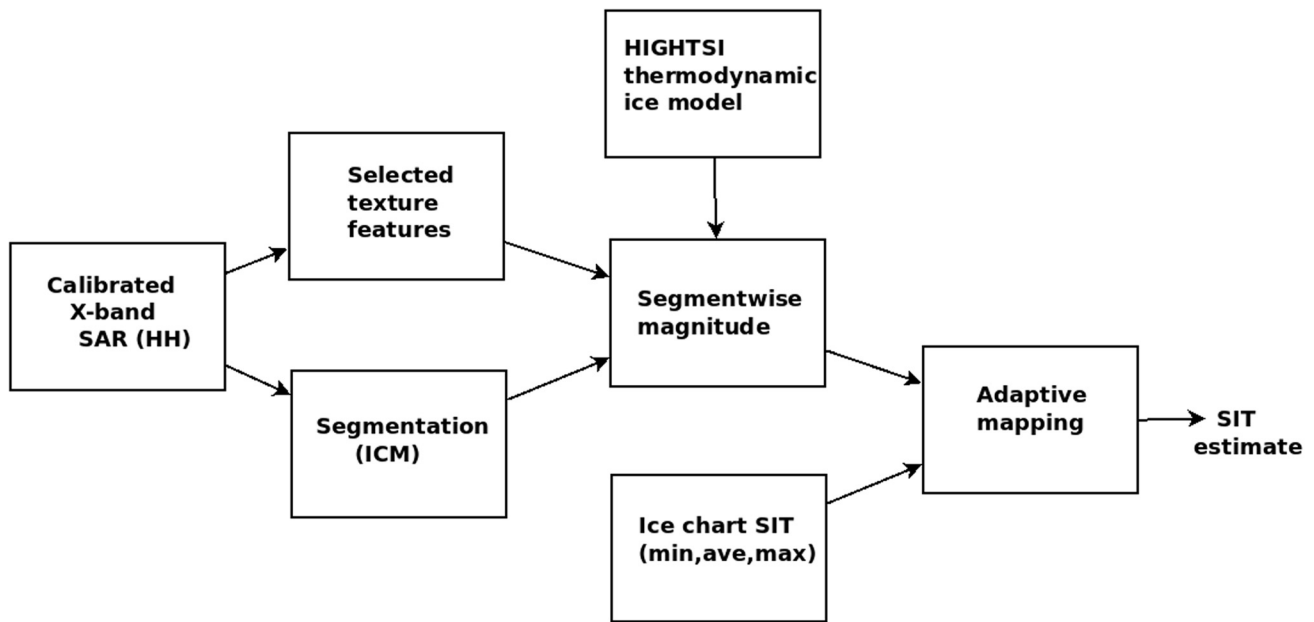 HIGHTSI
thermodynamic
ice model
Selected
texture
features
Calibrated
X-band
SAR (HH)
Segmentation
(ICM)
Segmentwise
magnitude
Ice chart SIT
(min,ave,max)
Adaptive
mapping
SIT
estimate